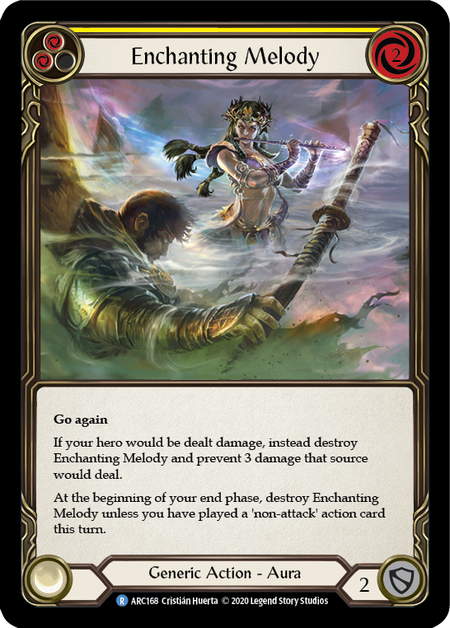 Enchanting Melody
2
Go again
If your hero would be dealt damage, instead destroy
Enchanting Melody and prevent 3 damage that source
would deal.
At the beginning of your end phase, destroy Enchanting
Melody unless you have played a 'non-attack' action card
this turn.
Generic Action - Aura
2
R ARC168 Cristián Huerta © 2020 Legend Story Studios